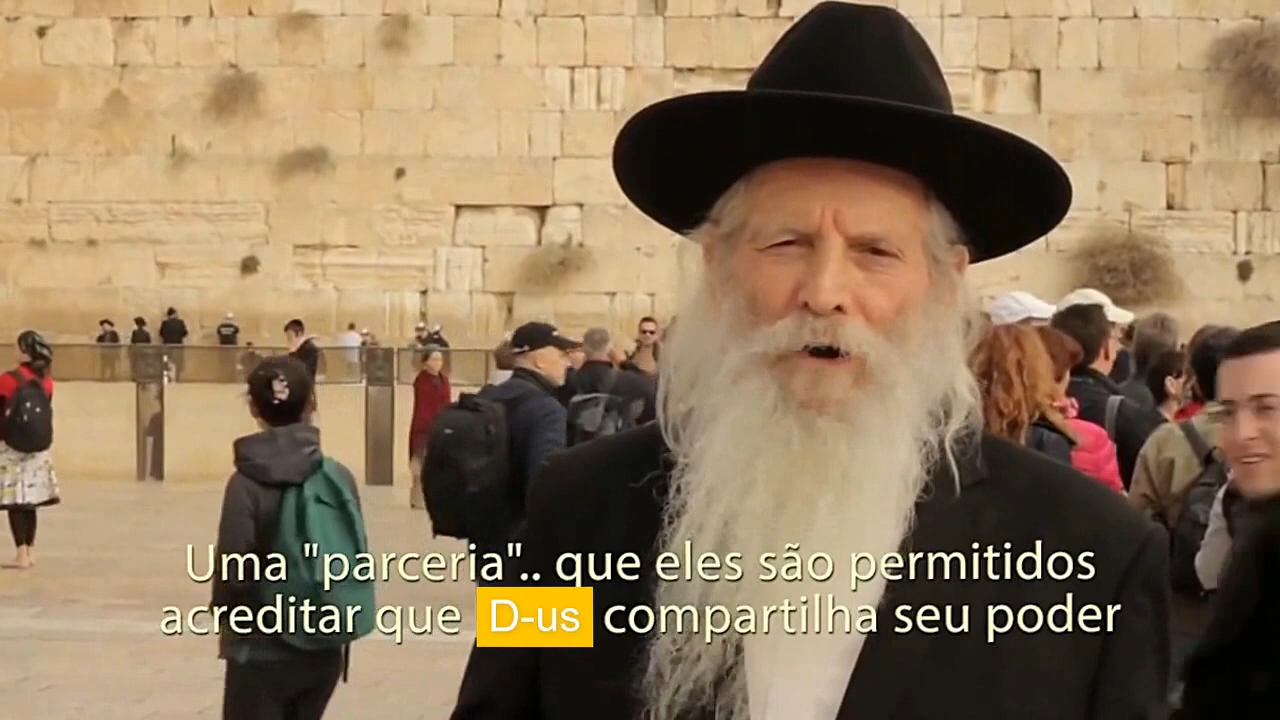 Uma "parceria".. que eles são permitidos
acreditar que D-us compartilha seu poder